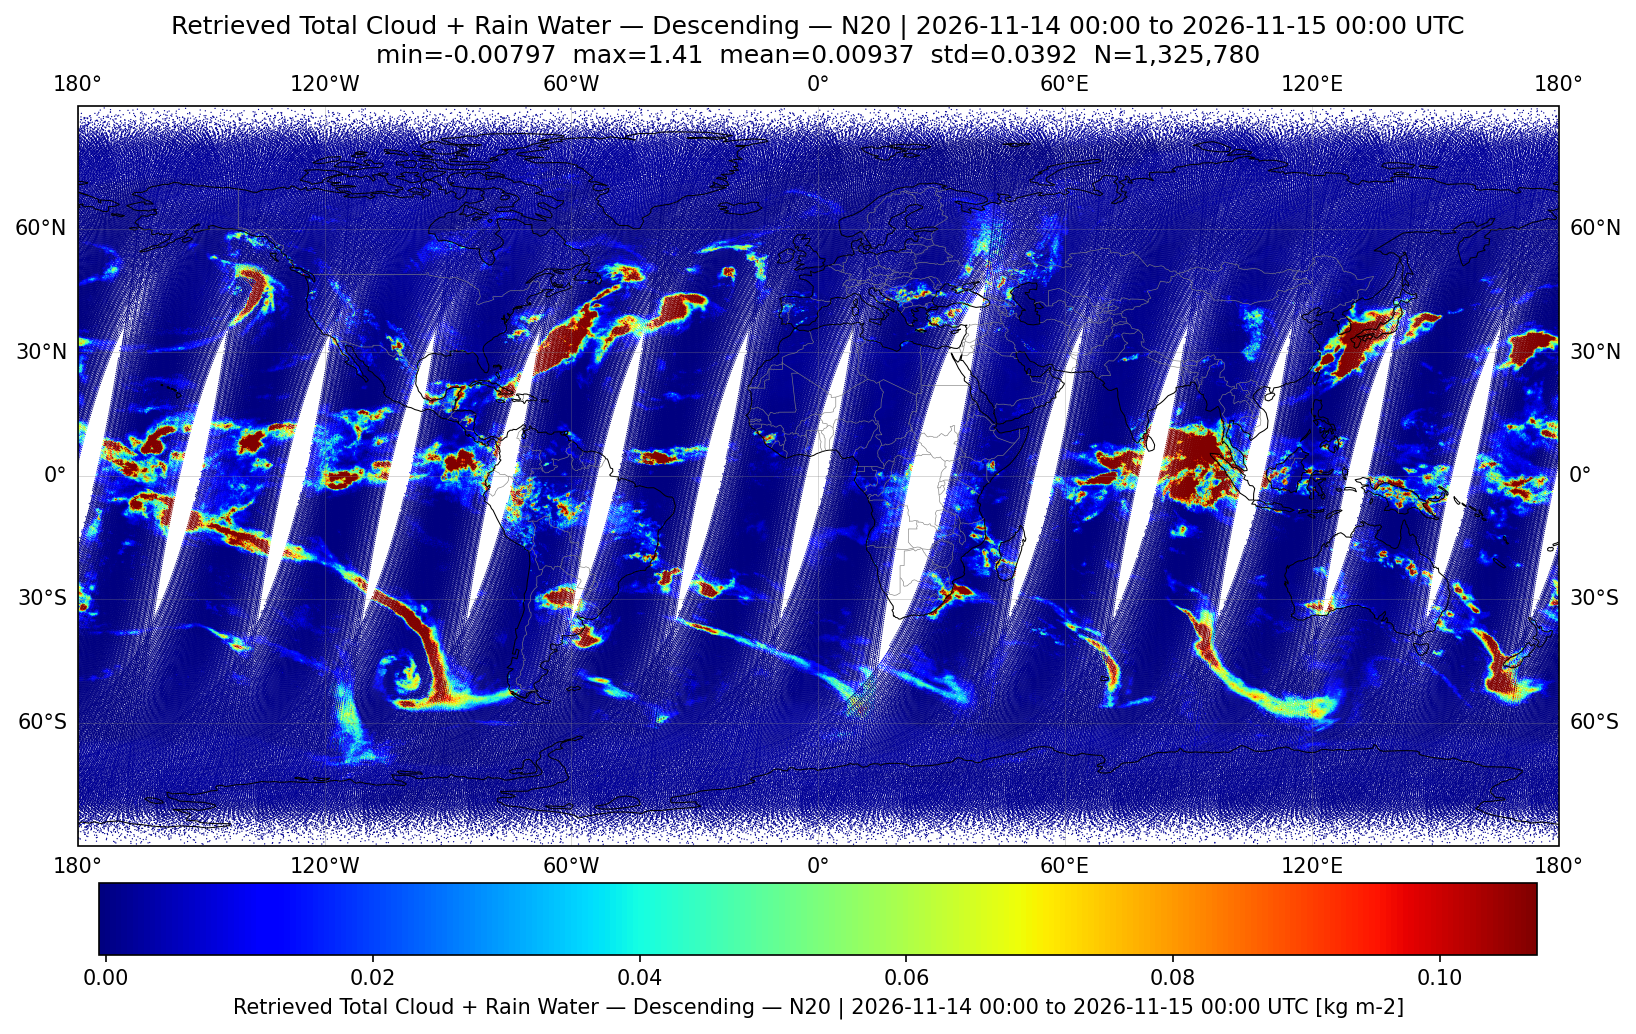 Retrieved Total Cloud + Rain Water — Descending — N20 | 2026-11-14 00:00 to 2026-11-15 00:00 UTC
min=-0.00797 max=1.41 mean=0.00937 std=0.0392 N=1,325,780
180° 120°W 60°W 0° 60°E 120°E 180°
60°N 60°N
30°N 30°N
0° 0°
30°S 30°S
60°S 60°S
180° 120°W 60°W 0° 60°E 120°E 180°
0.00 0.02 0.04 0.06 0.08 0.10
Retrieved Total Cloud + Rain Water — Descending — N20 | 2026-11-14 00:00 to 2026-11-15 00:00 UTC [kg m-2]